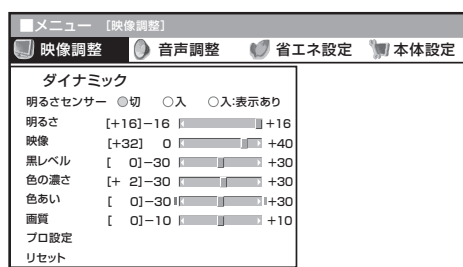 ■メニュー [映像調整]
映像調整 音声調整 省エネ設定 本体設定
ダイナミック
明るさセンサー ○切 ○入 ○入:表示あり
明るさ [+16]-16 +16
映像 [+32] 0 +40
黒レベル [ 0]-30 +30
色の濃さ [+ 2]-30 +30
色あい [ 0]-30 +30
画質 [ 0]-10 +10
プロ設定
リセット